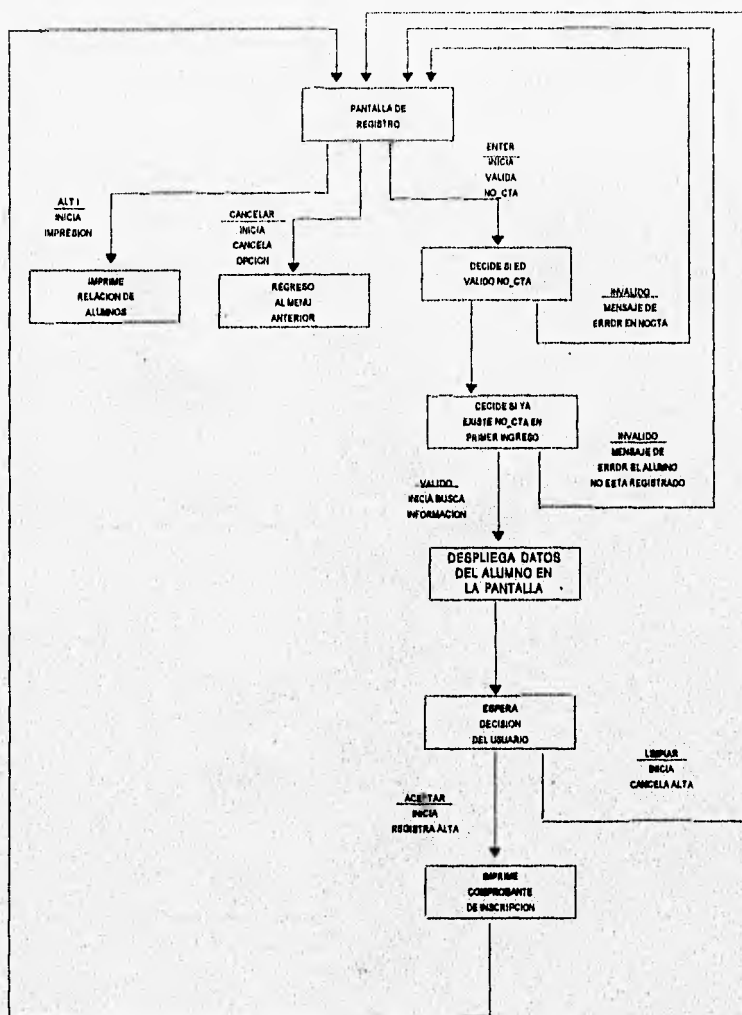 PANTALLA DE
REGISTRO
ENTER
INICIA
VALIDA
NO_CTA
ALT I
INICIA
IMPRESION
CANCELAR
INICIA
CANCELA
OPCION
IMPRIME
RELACION DE
ALUMNOS
REGRESO
AL MENU
ANTERIOR
DECIDE SI ED
VALIDO NO_CTA
INVALIDO
MENSAJE DE
ERROR EN NOCTA
DECIDE SI YA
EXISTE NO_CTA EN
PRIMER INGRESO
INVALIDO
MENSAJE DE
ERROR EL ALUMNO
NO ESTA REGISTRADO
VALIDO
INICIA BUSCA
INFORMACION
DESPLIEGA DATOS
DEL ALUMNO EN
LA PANTALLA
ESPERA
DECISION
DEL USUARIO
LIMPIAR
INICIA
CANCELA ALTA
ACEPTAR
INICIA
REGISTRA ALTA
IMPRIME
COMPROBANTE
DE INSCRIPCION